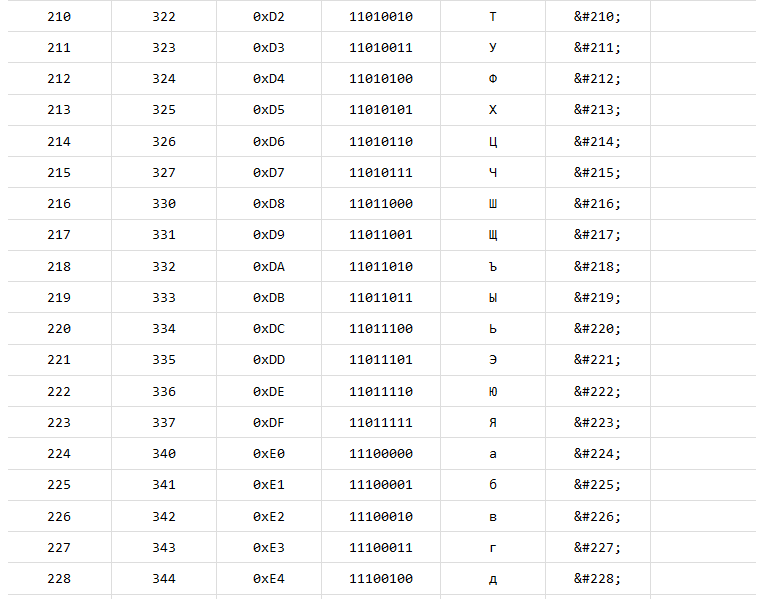 210 322 0xD2 11010010 Т &#210;
211 323 0xD3 11010011 У &#211;
212 324 0xD4 11010100 Ф &#212;
213 325 0xD5 11010101 Х &#213;
214 326 0xD6 11010110 Ц &#214;
215 327 0xD7 11010111 Ч &#215;
216 330 0xD8 11011000 Ш &#216;
217 331 0xD9 11011001 Щ &#217;
218 332 0xDA 11011010 Ъ &#218;
219 333 0xDB 11011011 Ы &#219;
220 334 0xDC 11011100 Ь &#220;
221 335 0xDD 11011101 Э &#221;
222 336 0xDE 11011110 Ю &#222;
223 337 0xDF 11011111 Я &#223;
224 340 0xE0 11100000 а &#224;
225 341 0xE1 11100001 б &#225;
226 342 0xE2 11100010 в &#226;
227 343 0xE3 11100011 г &#227;
228 344 0xE4 11100100 д &#228;